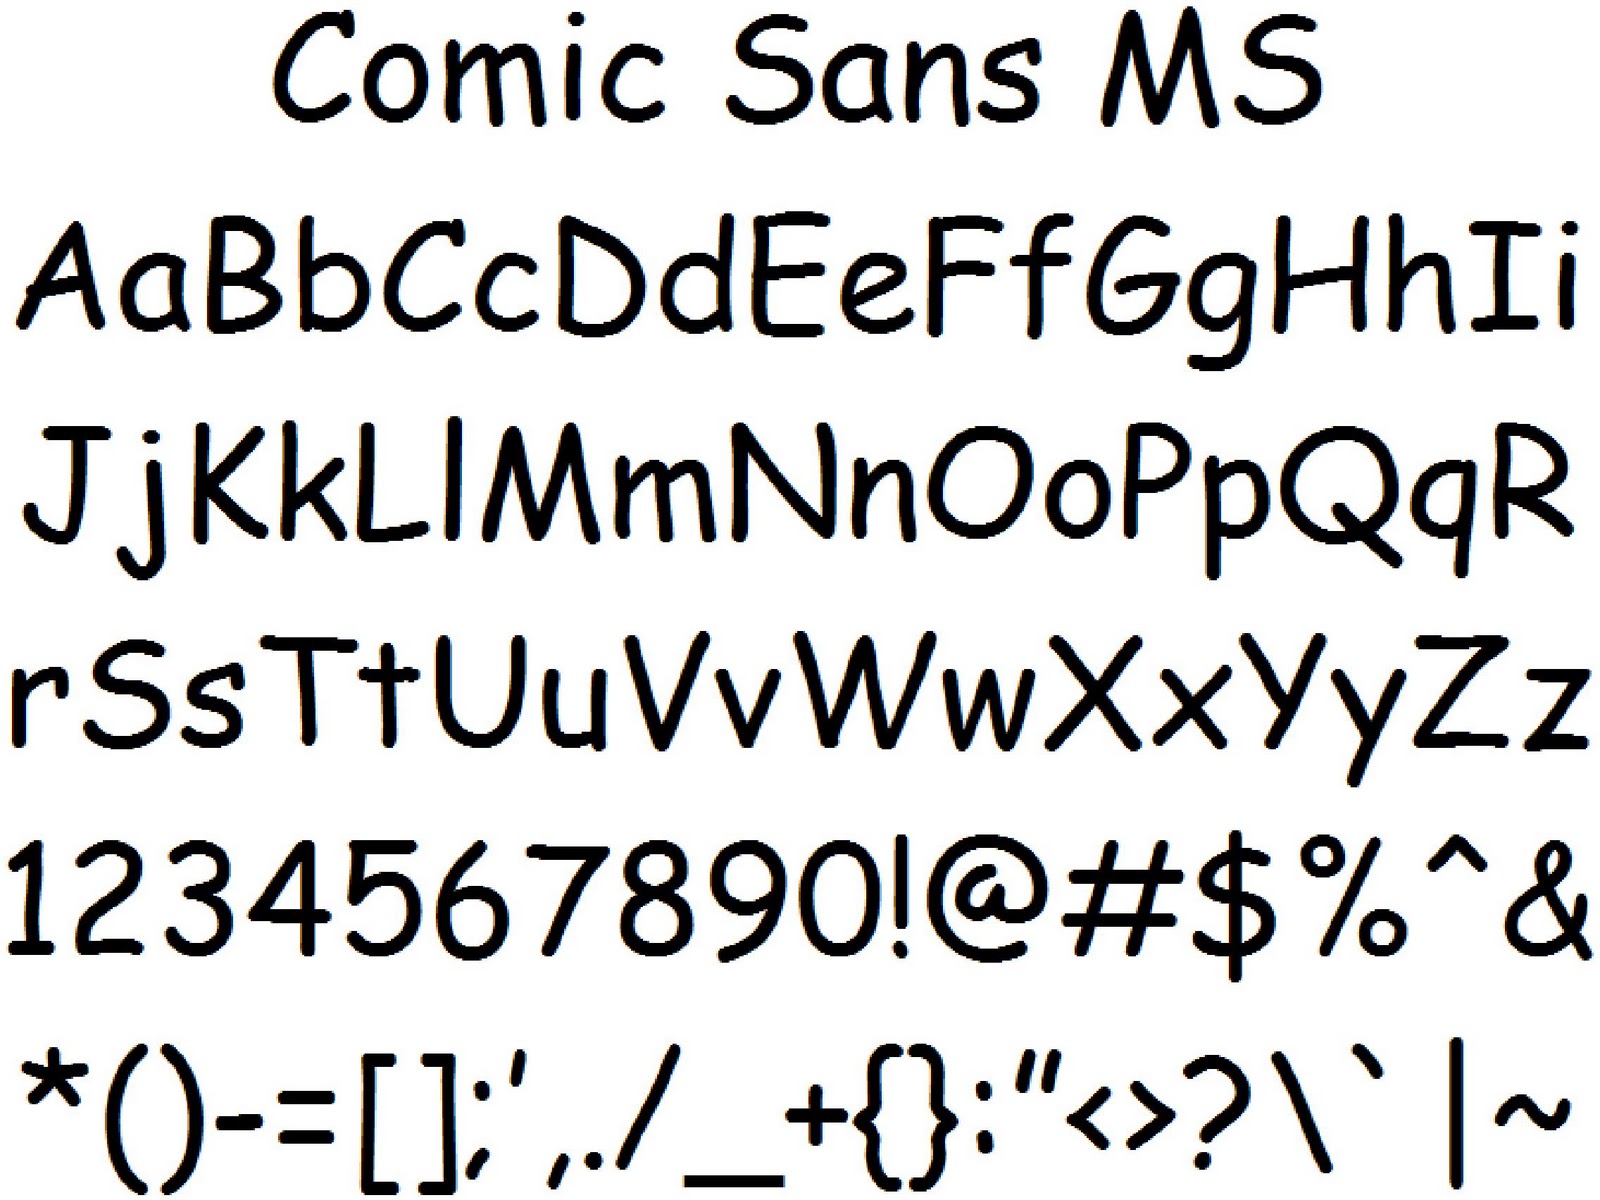 Comic Sans MS
AaBbCcDdEeFfGgHhIi
JjKkLlMmNnOoPpQqR
rSsTtUuVvWwXxYyZz
1234567890!@#$%^&
*()-=[];',./_+{}:"<>?\`|~